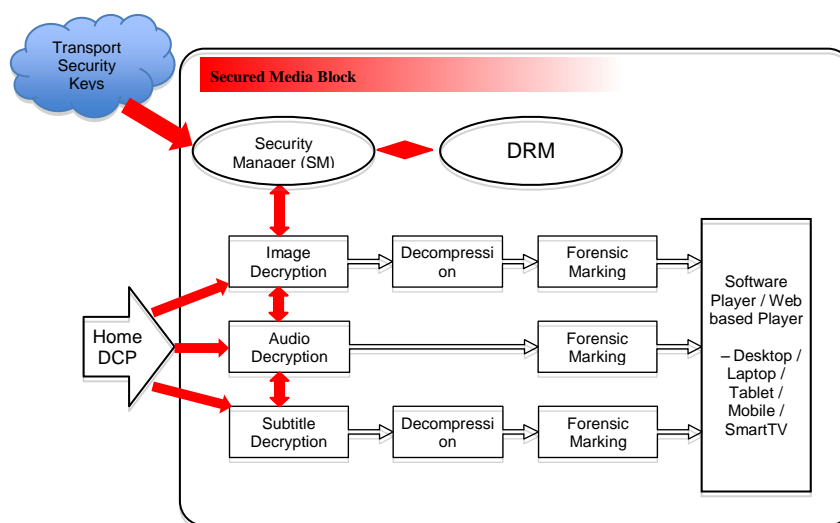 Transport
Security
Keys
Secured Media Block
Security
Manager (SM)
DRM
Image
Decryption
Decompressi
on
Forensic
Marking
Home
DCP
Audio
Decryption
Forensic
Marking
Subtitle
Decryption
Decompressi
on
Forensic
Marking
Software
Player / Web
based Player
– Desktop /
Laptop /
Tablet /
Mobile /
SmartTV